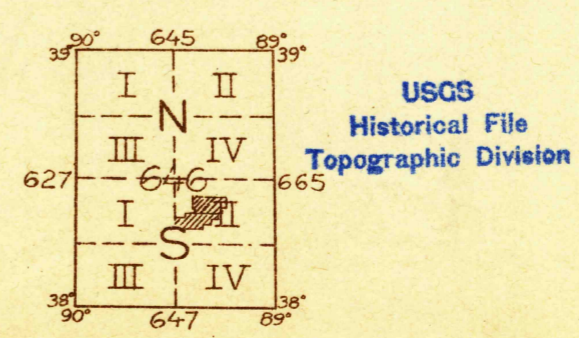 90° 645 89°
39° 39°
I II
N
III IV
627 646 665
I II
S
III IV
38° 38°
90° 647 89°
USGS
Historical File
Topographic Division